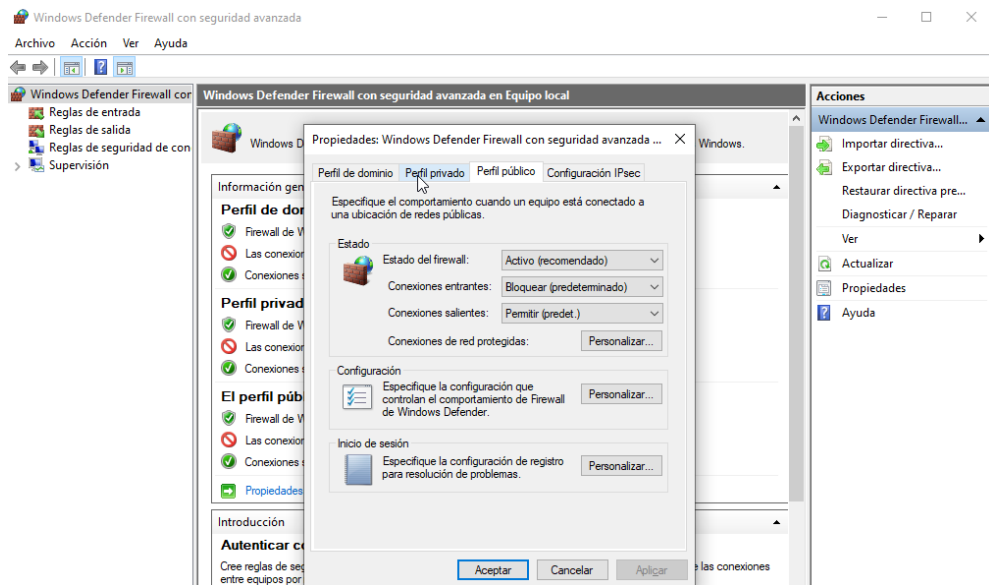 Windows Defender Firewall con seguridad avanzada
Archivo Acción Ver Ayuda
Windows Defender Firewall con
Reglas de entrada
Reglas de salida
Reglas de seguridad de con
Supervisión
Windows Defender Firewall con seguridad avanzada en Equipo local
Windows D
Windows.
Información gen
Perfil de dor
Firewall de W
Las conexion
Conexiones s
Perfil privad
Firewall de W
Las conexion
Conexiones s
El perfil púb
Firewall de W
Las conexion
Conexiones s
Propiedades
Introducción
Autenticar co
Cree reglas de seg
entre equipos por
e las conexiones
Propiedades: Windows Defender Firewall con seguridad avanzada ...
Perfil de dominio Perfil privado Perfil público Configuración IPsec
Especifique el comportamiento cuando un equipo está conectado a
una ubicación de redes públicas.
Estado
Estado del firewall: Activo (recomendado)
Conexiones entrantes: Bloquear (predeterminado)
Conexiones salientes: Permitir (predet.)
Conexiones de red protegidas: Personalizar...
Configuración
Especifique la configuración que
controlan el comportamiento de Firewall
de Windows Defender.
Personalizar...
Inicio de sesión
Especifique la configuración de registro
para resolución de problemas.
Personalizar...
Aceptar Cancelar Aplicar
Acciones
Windows Defender Firewall...
Importar directiva...
Exportar directiva...
Restaurar directiva pre...
Diagnosticar / Reparar
Ver
Actualizar
Propiedades
Ayuda